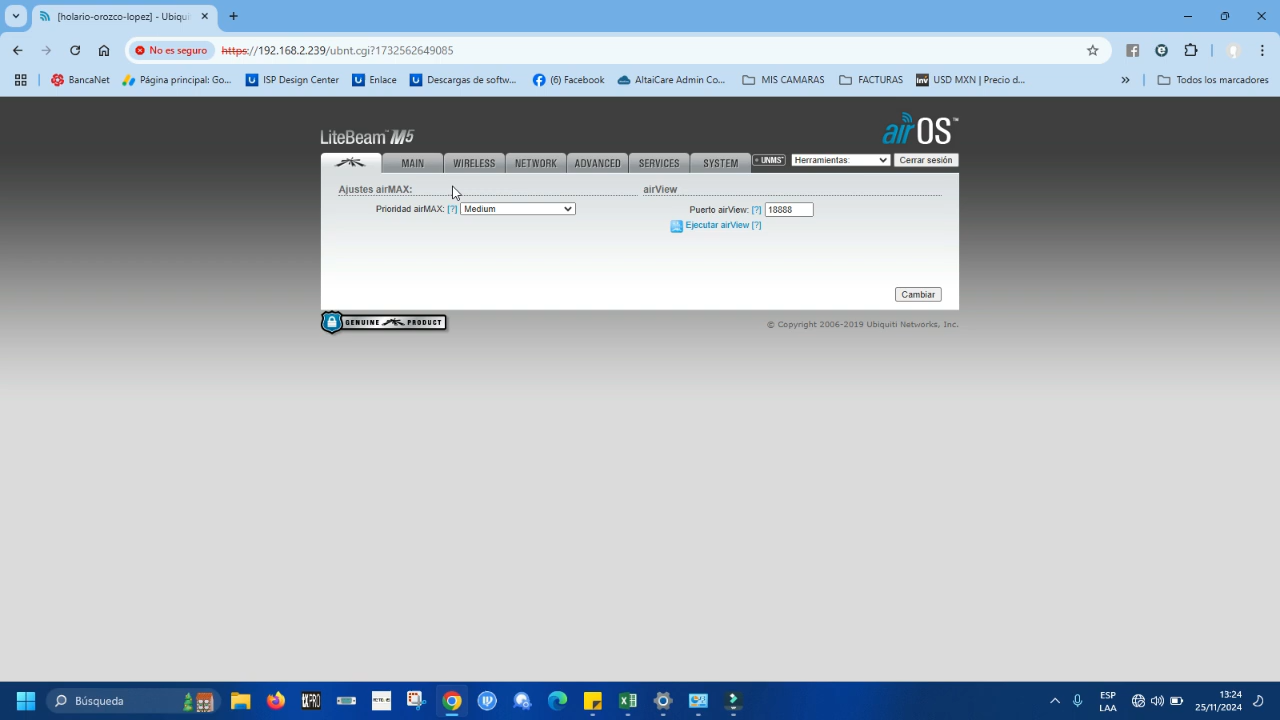 [holario-orozco-lopez] - Ubiqui
No es seguro
https://192.168.2.239/ubnt.cgi?1732562649085
BancaNet
Página principal: Go...
ISP Design Center
Enlace
Descargas de softw...
(6) Facebook
AltaiCare Admin Co...
MIS CAMARAS
FACTURAS
USD MXN | Precio d...
Todos los marcadores
LiteBeam™ M5
airOS™
MAIN
WIRELESS
NETWORK
ADVANCED
SERVICES
SYSTEM
UNMS™
Herramientas:
Cerrar sesión
Ajustes airMAX:
airView
Prioridad airMAX: [?] Medium
Puerto airView: [?] 18888
Ejecutar airView [?]
Cambiar
GENUINE PRODUCT
© Copyright 2006-2019 Ubiquiti Networks, Inc.
Búsqueda
ESP
LAA
13:24
25/11/2024